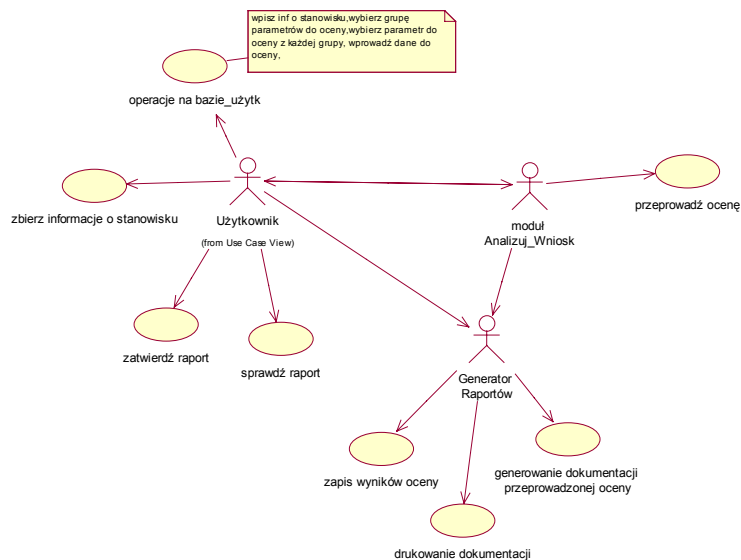 wpisz inf o stanowisku,wybierz grupę
parametrów do oceny,wybierz parametr do
oceny z każdej grupy, wprowadź dane do
oceny,
operacje na bazie_użytk
zbierz informacje o stanowisku
Użytkownik
(from Use Case View)
moduł
Analizuj_Wniosk
przeprowadź ocenę
zatwierdź raport
sprawdź raport
Generator
Raportów
zapis wyników oceny
generowanie dokumentacji
przeprowadzonej oceny
drukowanie dokumentacji